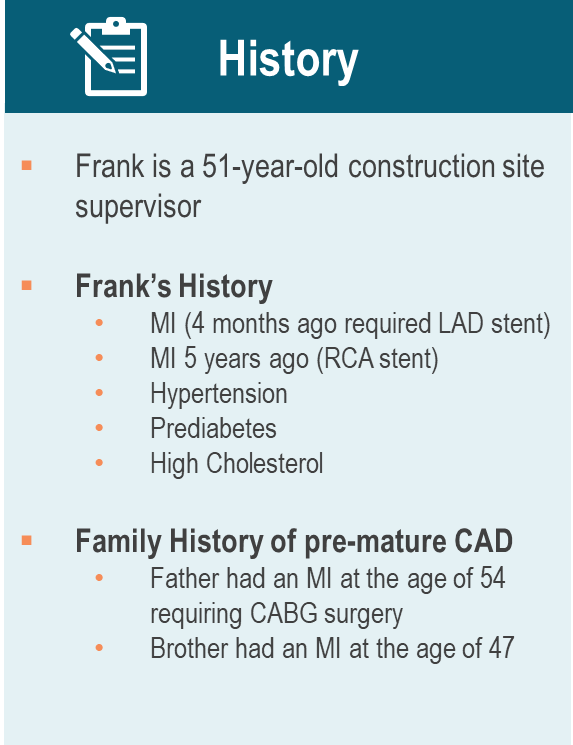 History
▪ Frank is a 51-year-old construction site
supervisor
▪ Frank’s History
• MI (4 months ago required LAD stent)
• MI 5 years ago (RCA stent)
• Hypertension
• Prediabetes
• High Cholesterol
▪ Family History of pre-mature CAD
• Father had an MI at the age of 54
requiring CABG surgery
• Brother had an MI at the age of 47